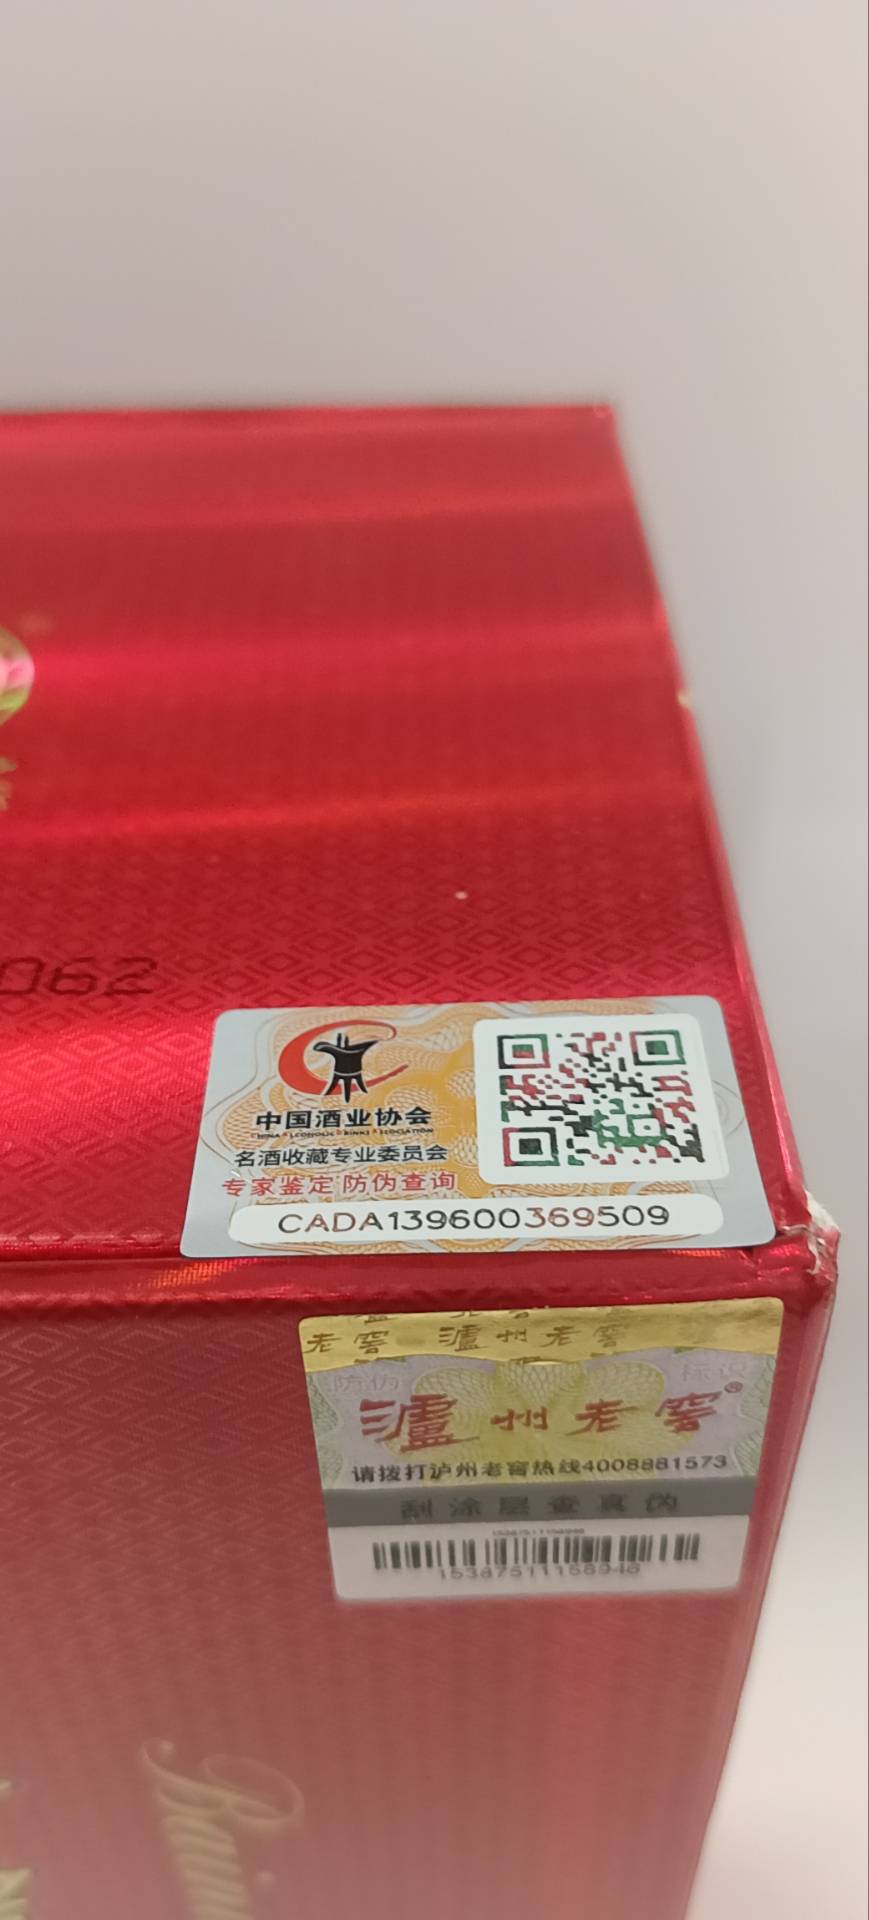 062
中国酒业协会
名酒收藏专业委员会
专家鉴定 防伪查询
CADA139600369509
老窖 泸州老窖
防伪 标识
泸州老窖®
请拨打泸州老窖热线4008881573
刮涂层查真伪
15387511158946